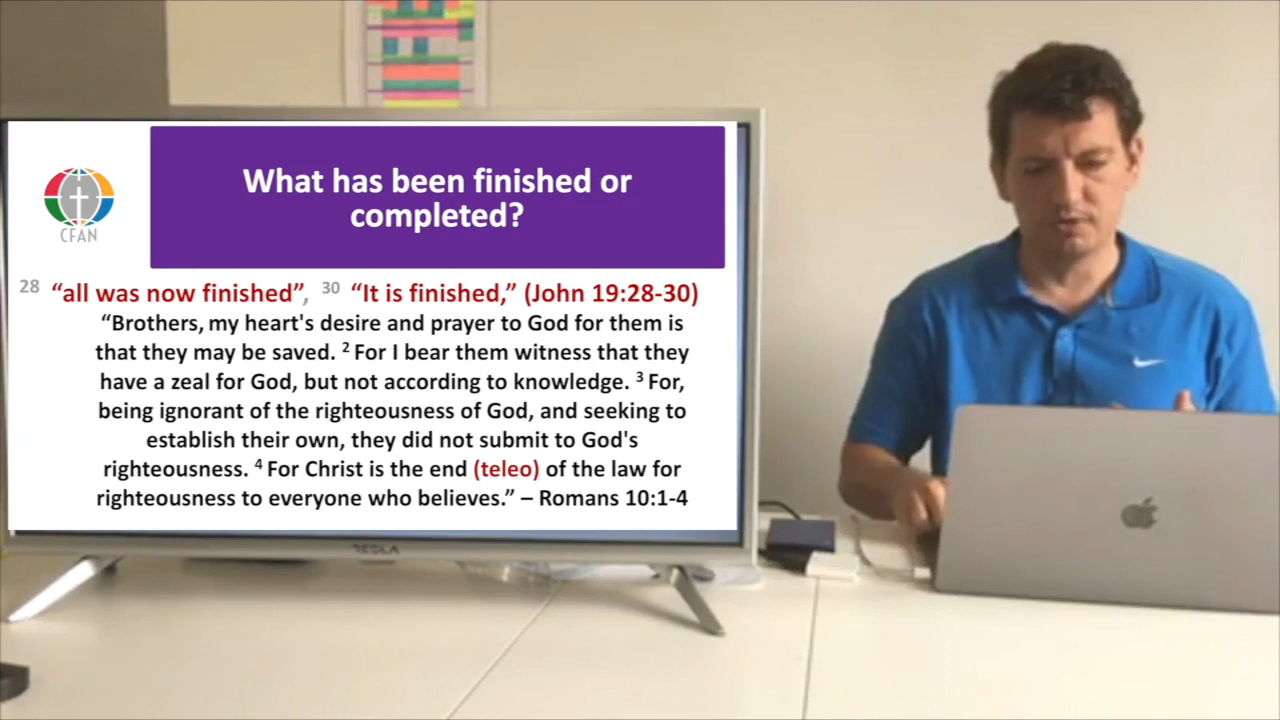 What has been finished or
completed?
CFAN
28 “all was now finished”, 30 “It is finished,” (John 19:28-30)
“Brothers, my heart's desire and prayer to God for them is
that they may be saved. 2 For I bear them witness that they
have a zeal for God, but not according to knowledge. 3 For,
being ignorant of the righteousness of God, and seeking to
establish their own, they did not submit to God's
righteousness. 4 For Christ is the end (teleo) of the law for
righteousness to everyone who believes.” – Romans 10:1-4
TESLA